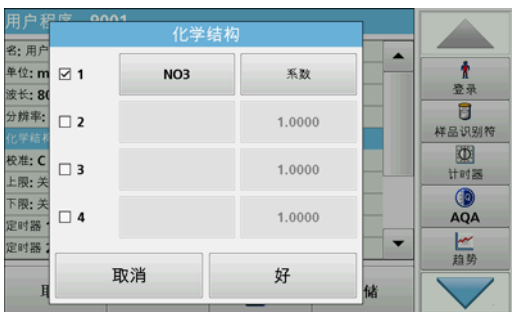 用户程序 9001
化学结构
名: 用户
单位: m
波长: 80
分辨率:
化学结构
校准: C
上限: 关
下限: 关
定时器
定时器
1 NO3 系数
2 1.0000
3 1.0000
4 1.0000
取消 好
储
登录
样品识别符
计时器
AQA
趋势